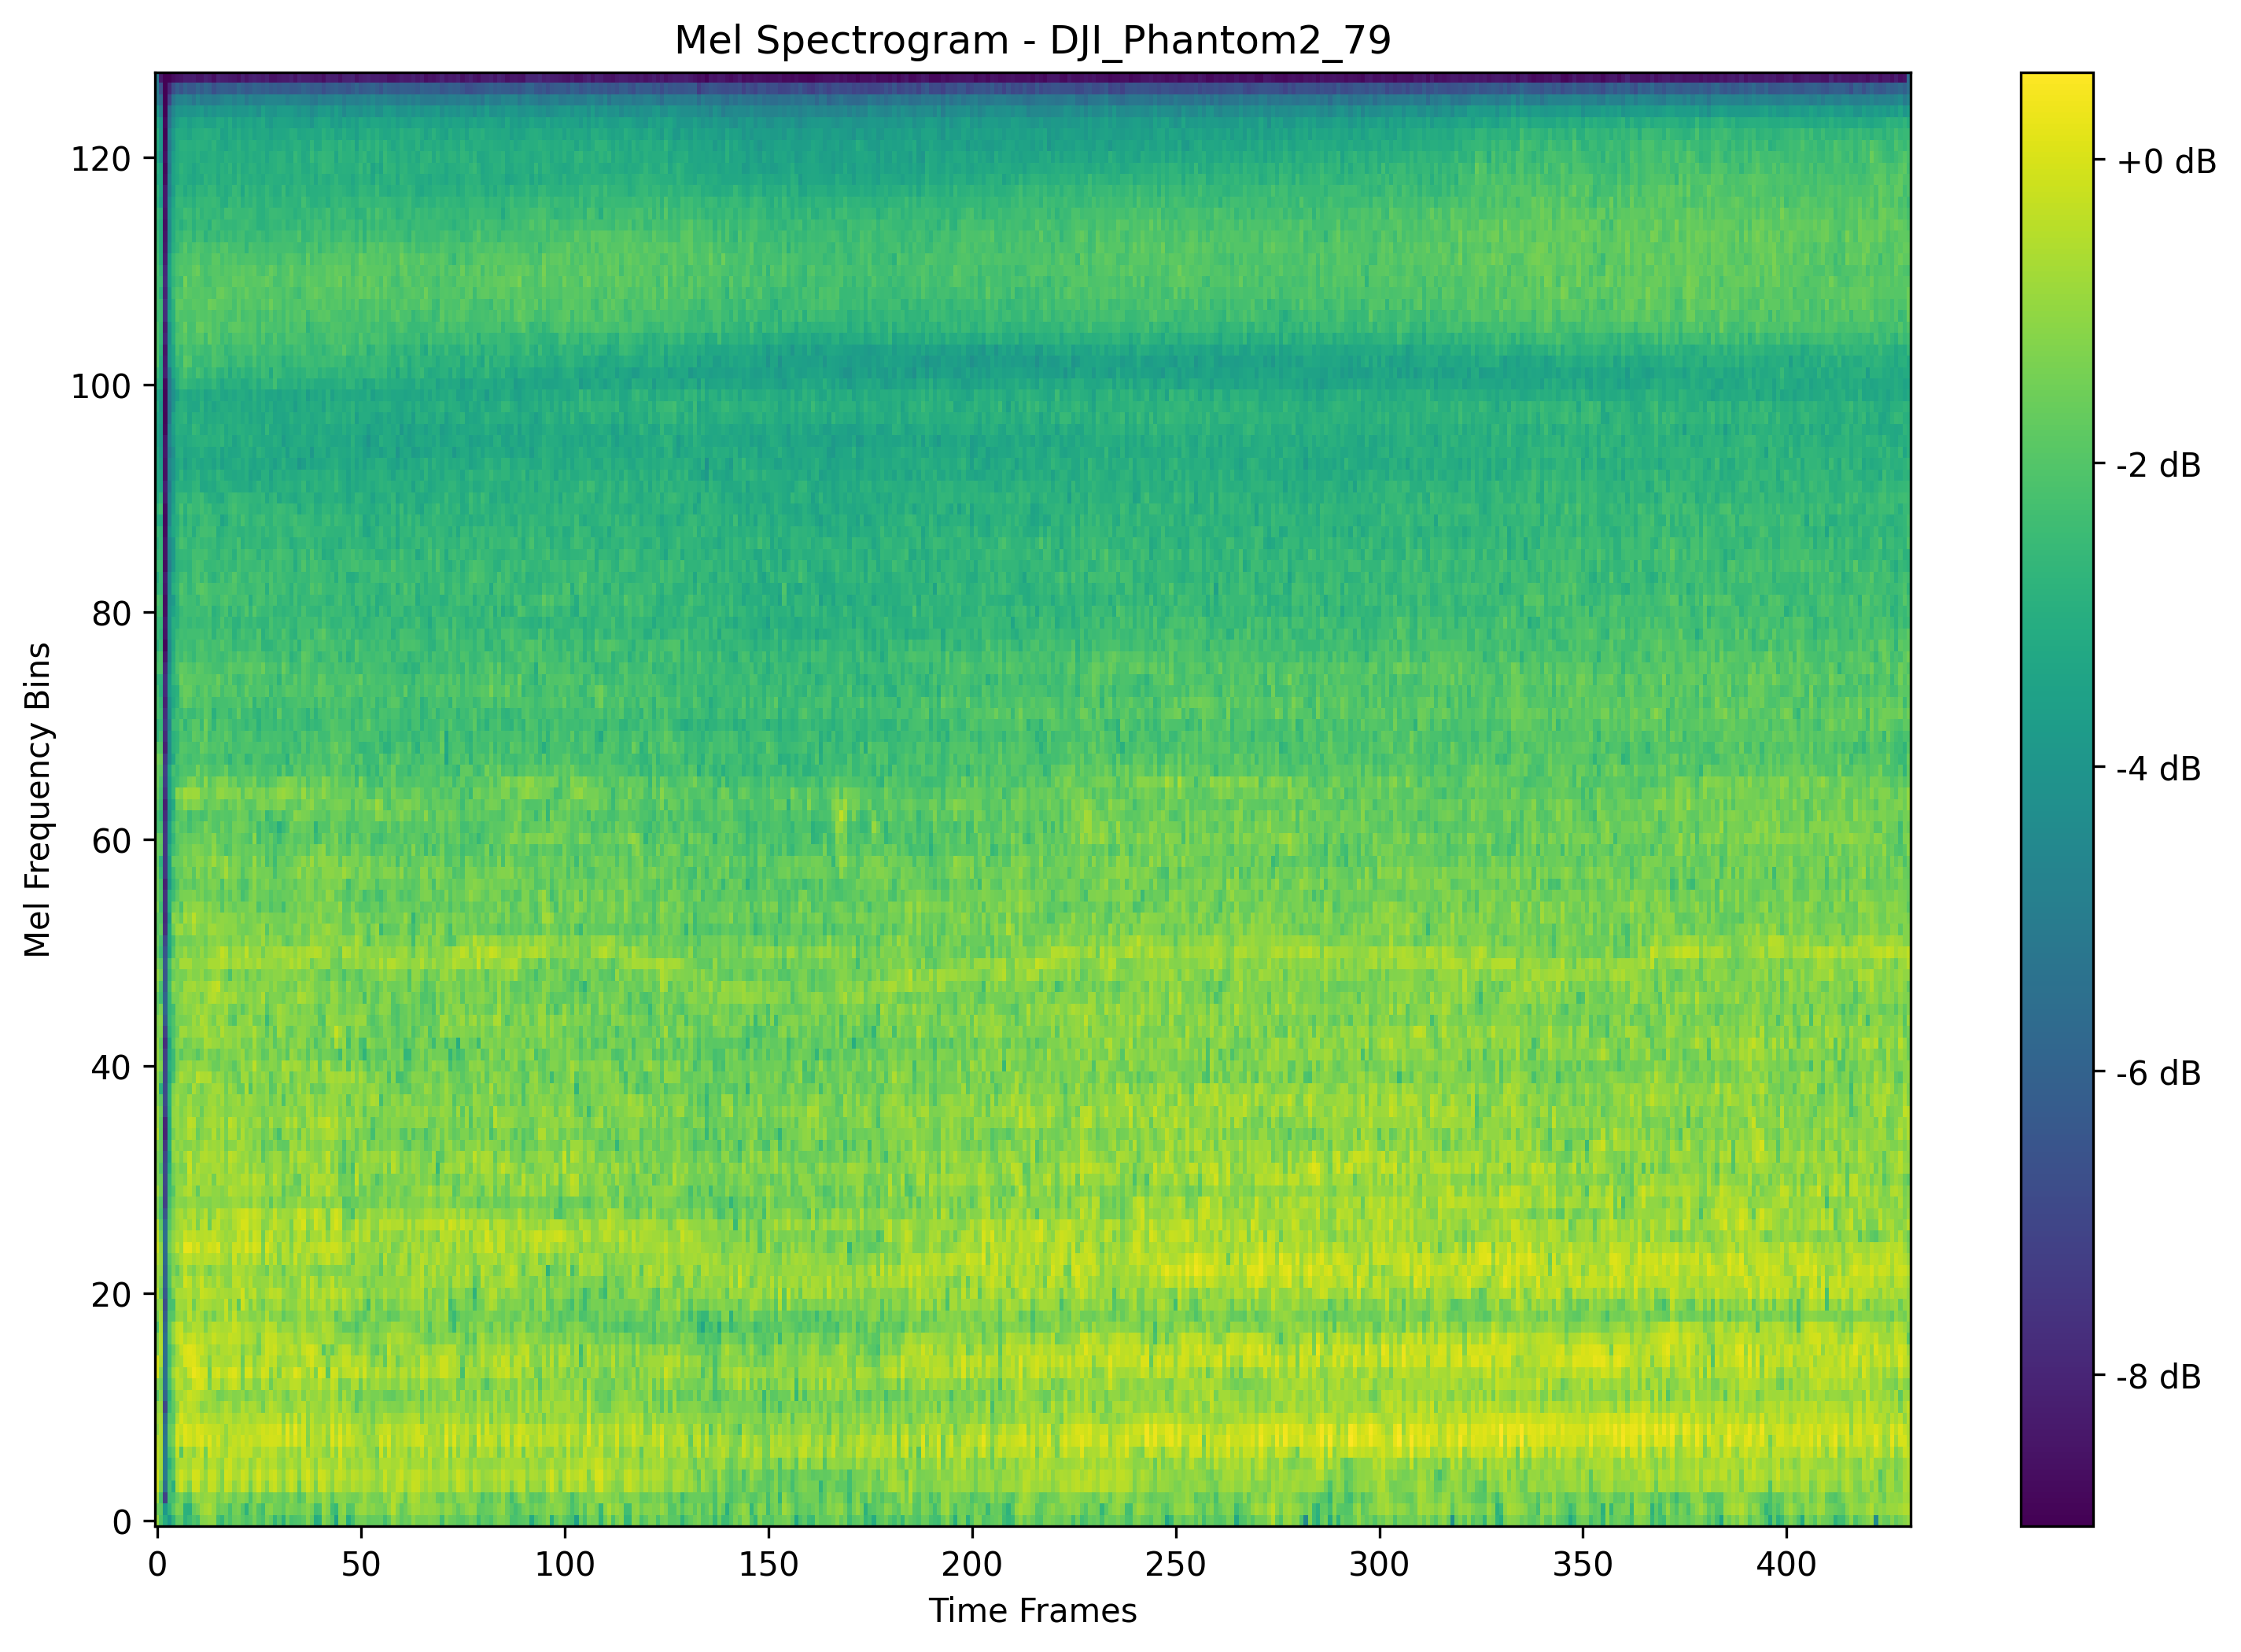 Mel Spectrogram - DJI_Phantom2_79
Mel Frequency Bins
120
100
80
60
40
20
0
0 50 100 150 200 250 300 350 400
Time Frames
+0 dB
-2 dB
-4 dB
-6 dB
-8 dB